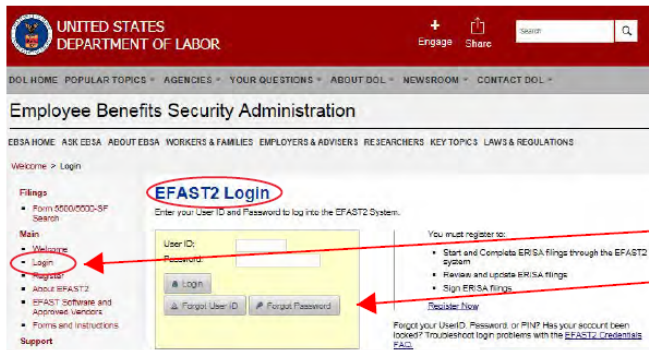 UNITED STATES
DEPARTMENT OF LABOR
Engage Share
Search
DOL HOME POPULAR TOPICS AGENCIES YOUR QUESTIONS ABOUT DOL NEWSROOM CONTACT DOL
Employee Benefits Security Administration
EBSA HOME ASK EBSA ABOUT EBSA WORKERS & FAMILIES EMPLOYERS & ADVISERS RESEARCHERS KEY TOPICS LAWS & REGULATIONS
Welcome > Login
Filings
Form 5500/5500-SF
Search
Main
Welcome
Login
Register
About EFAST2
EFAST Software and
Approved Vendors
Forms and Instructions
Support
EFAST2 Login
Enter your User ID and Password to log into the EFAST2 System.
User ID:
Password:
Login
Forgot User ID Forgot Password
You must register to:
Start and Complete ERISA filings through the EFAST2
system
Review and update ERISA filings
Sign ERISA filings
Register Now
Forgot your UserID, Password, or PIN? Has your account been
locked? Troubleshoot login problems with the EFAST2 Credentials
FAQ.